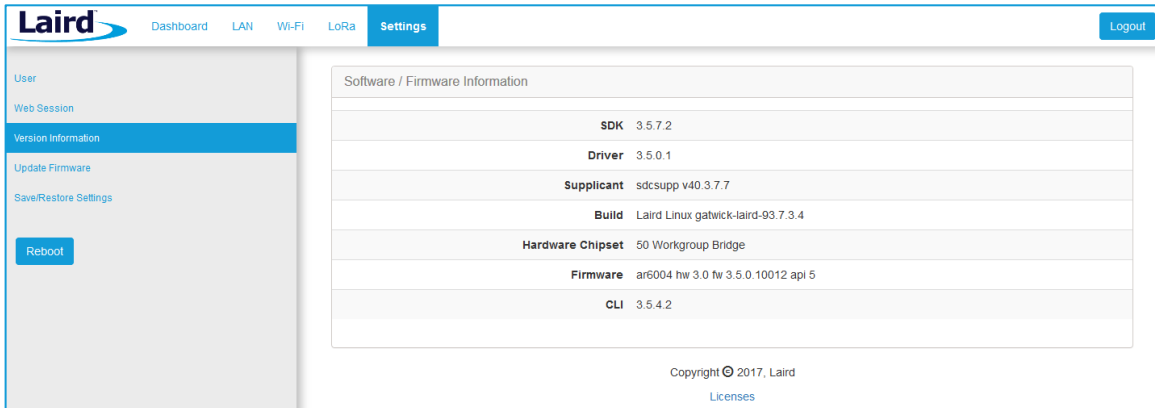 Laird™ Dashboard LAN Wi-Fi LoRa Settings Logout
User
Web Session
Version Information
Update Firmware
Save/Restore Settings
Reboot
Software / Firmware Information
SDK 3.5.7.2
Driver 3.5.0.1
Supplicant sdcsupp v40.3.7.7
Build Laird Linux gatwick-laird-93.7.3.4
Hardware Chipset 50 Workgroup Bridge
Firmware ar6004 hw 3.0 fw 3.5.0.10012 api 5
CLI 3.5.4.2
Copyright © 2017, Laird
Licenses